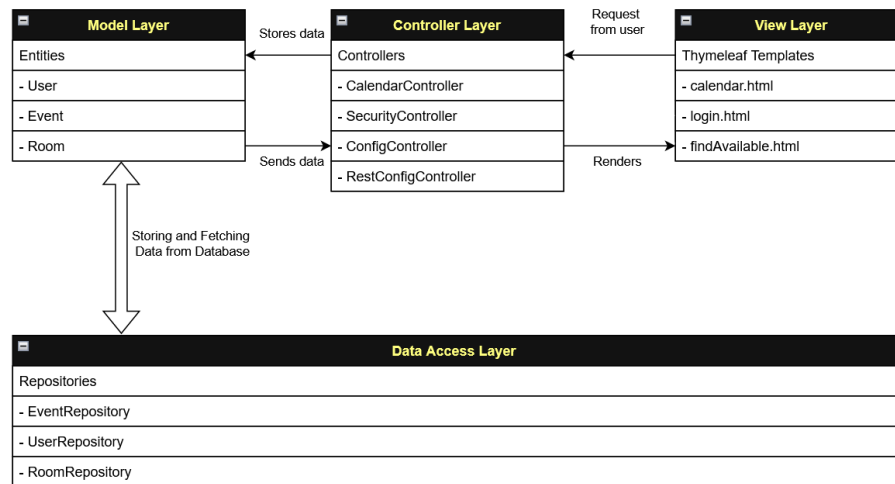 Model Layer
Entities
- User
- Event
- Room
Stores data
Sends data
Controller Layer
Controllers
- CalendarController
- SecurityController
- ConfigController
- RestConfigController
Request
from user
Renders
View Layer
Thymeleaf Templates
- calendar.html
- login.html
- findAvailable.html
Storing and Fetching
Data from Database
Data Access Layer
Repositories
- EventRepository
- UserRepository
- RoomRepository